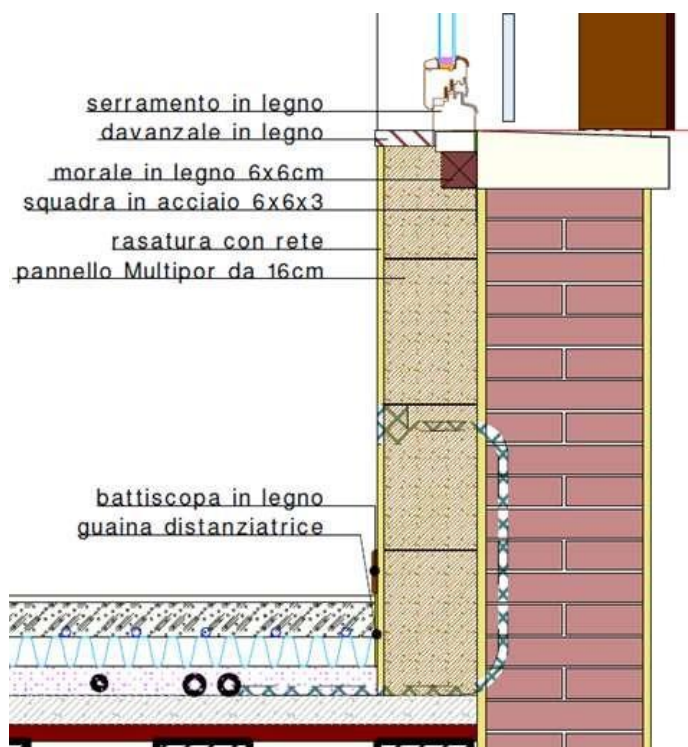 serramento in legno
davanzale in legno
morale in legno 6x6cm
squadra in acciaio 6x6x3
rasatura con rete
pannello Multipor da 16cm
battiscopa in legno
guaina distanziatrice